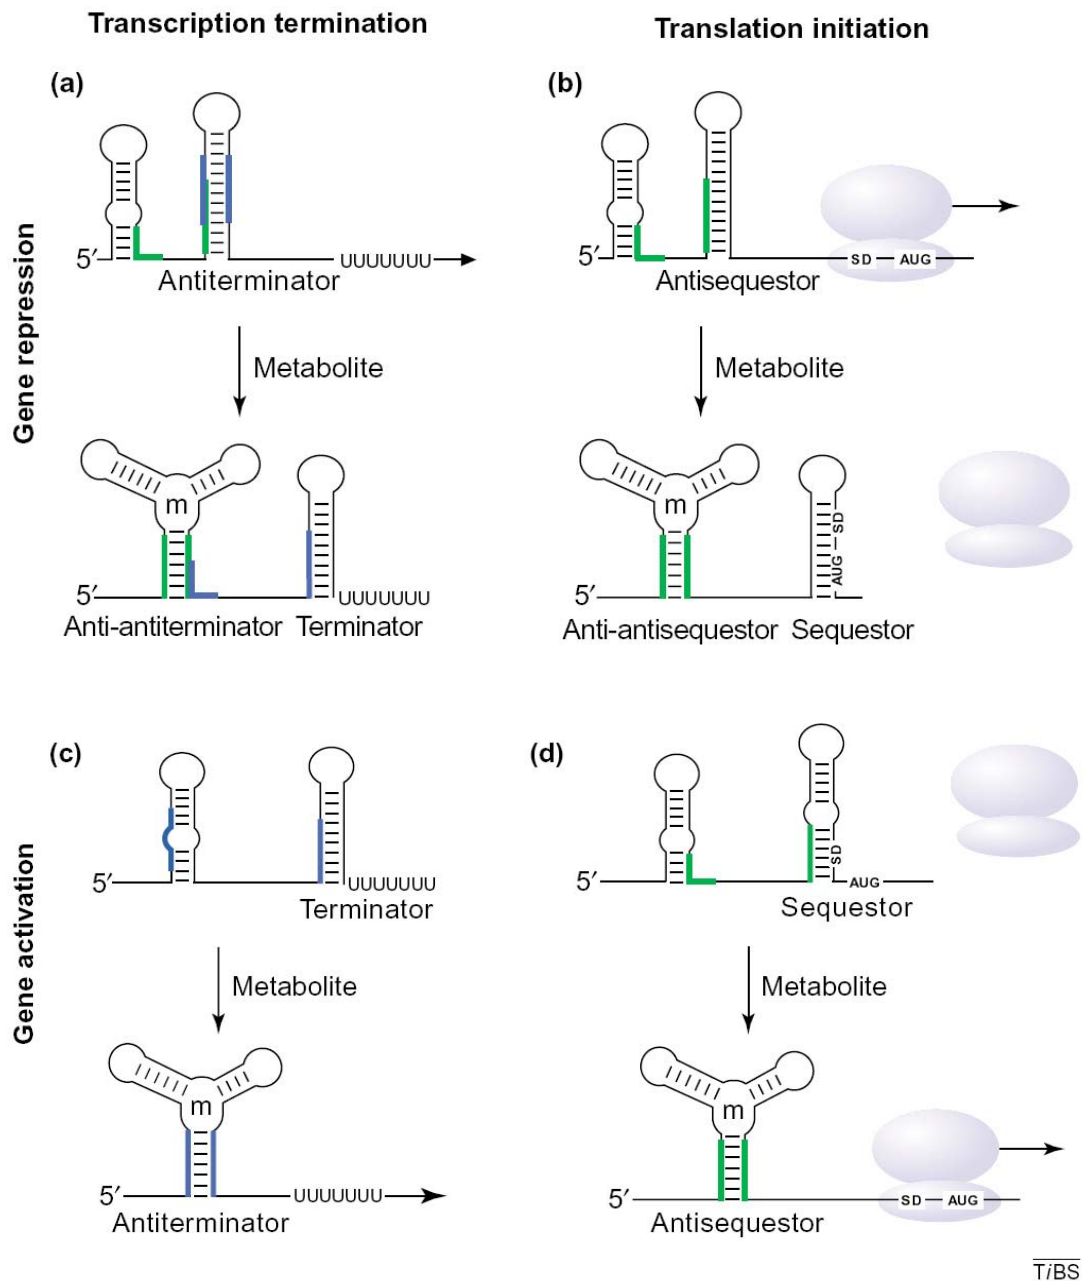 Transcription termination
Translation initiation
Gene repression
(a)
5′
UUUUUUU
Antiterminator
Metabolite
m
5′
UUUUUUU
Anti-antiterminator
Terminator
(b)
5′
SD
AUG
Antisequestor
Metabolite
m
SD
AUG
5′
Anti-antisequestor
Sequestor
Gene activation
(c)
5′
UUUUUUU
Terminator
Metabolite
m
5′
UUUUUUU
Antiterminator
(d)
SD
5′
AUG
Sequestor
Metabolite
m
5′
SD
AUG
Antisequestor
TiBS